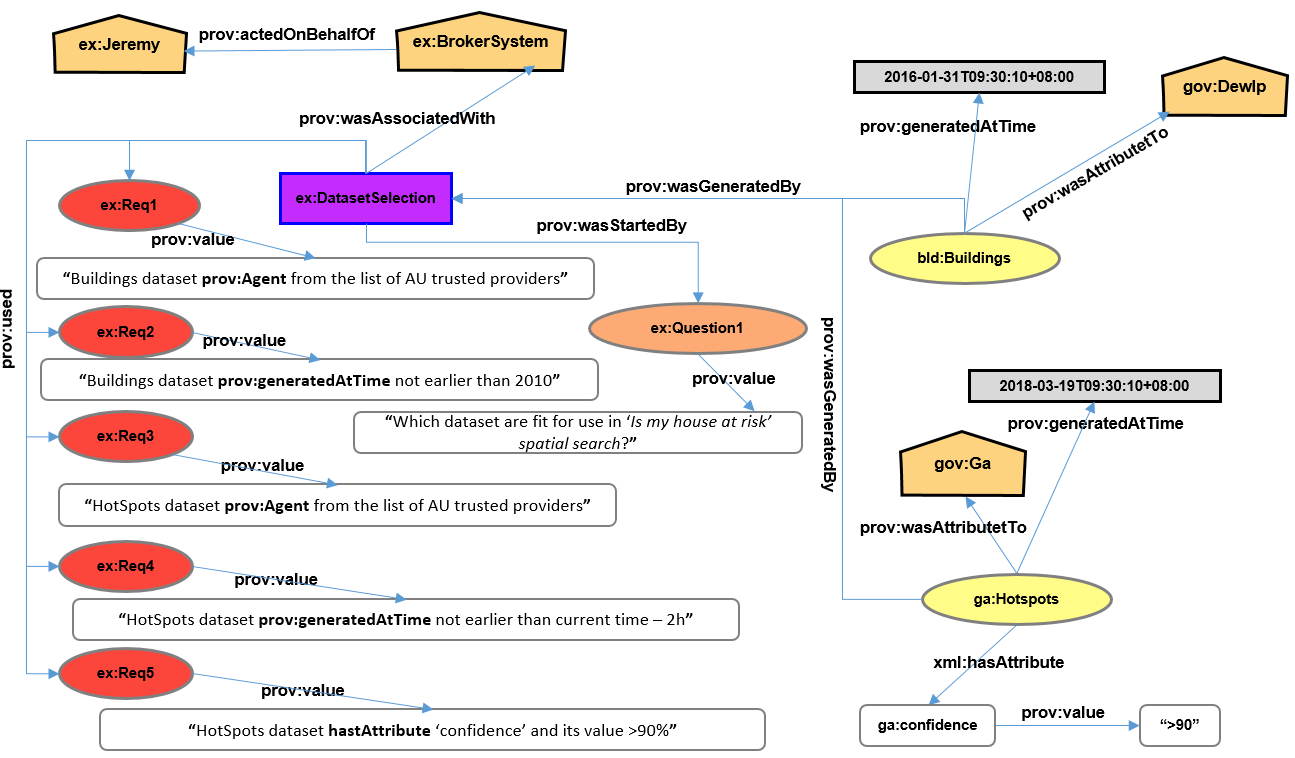 ex:Jeremy
prov:actedOnBehalfOf
ex:BrokerSystem
2016-01-31T09:30:10+08:00
gov:Dewlp
prov:wasAssociatedWith
prov:generatedAtTime
prov:wasAttributetTo
ex:Req1
ex:DatasetSelection
prov:wasGeneratedBy
prov:value
prov:wasStartedBy
bld:Buildings
“Buildings dataset prov:Agent from the list of AU trusted providers”
prov:used
ex:Req2
prov:value
ex:Question1
prov:wasGeneratedBy
“Buildings dataset prov:generatedAtTime not earlier than 2010”
prov:value
2018-03-19T09:30:10+08:00
“Which dataset are fit for use in ‘Is my house at risk’
spatial search?”
prov:generatedAtTime
ex:Req3
prov:value
gov:Ga
“HotSpots dataset prov:Agent from the list of AU trusted providers”
prov:wasAttributetTo
ex:Req4
prov:value
ga:Hotspots
“HotSpots dataset prov:generatedAtTime not earlier than current time – 2h”
ex:Req5
prov:value
xml:hasAttribute
“HotSpots dataset hastAttribute ‘confidence’ and its value >90%”
ga:confidence
prov:value
“>90”